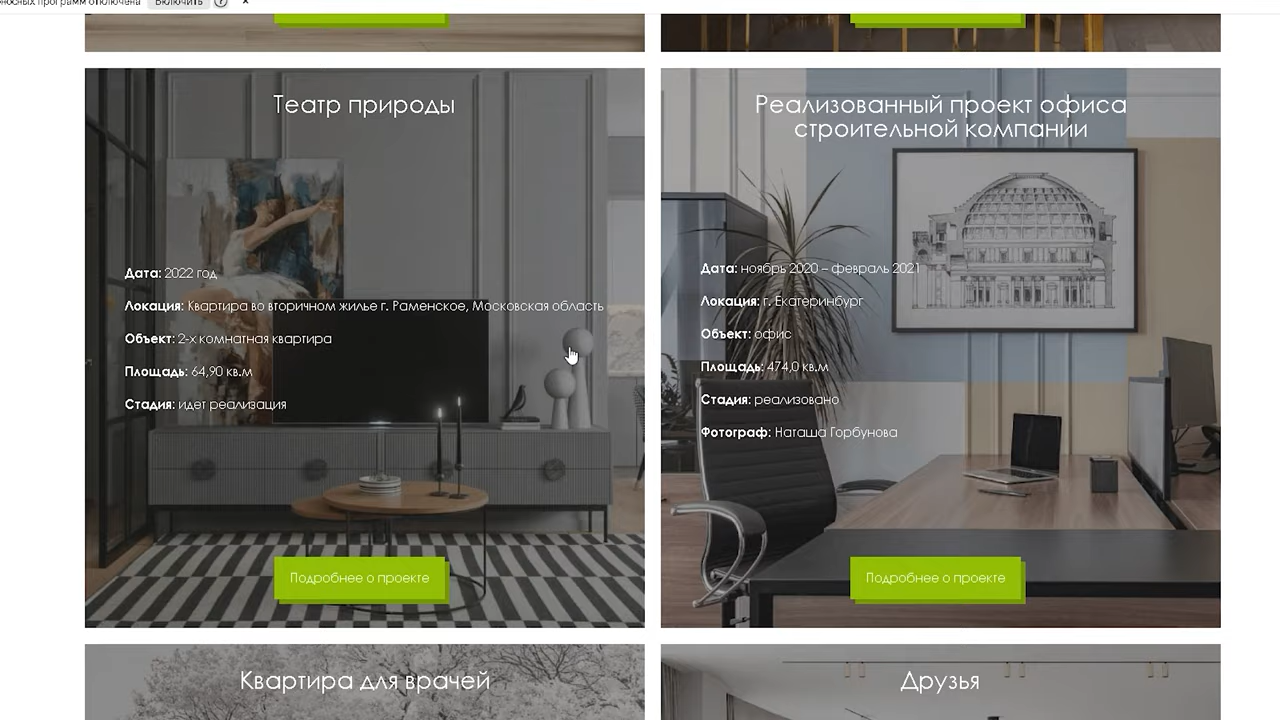 программ отключена Включить ? ×
Театр природы
Дата: 2022 год
Локация: Квартира во вторичном жилье г. Раменское, Московская область
Объект: 2-х комнатная квартира
Площадь: 64,90 кв.м
Стадия: идет реализация
Подробнее о проекте
Реализованный проект офиса
строительной компании
Дата: ноябрь 2020 – февраль 2021
Локация: г. Екатеринбург
Объект: офис
Площадь: 474,0 кв.м
Стадия: реализовано
Фотограф: Наташа Горбунова
Подробнее о проекте
Квартира для врачей
Друзья